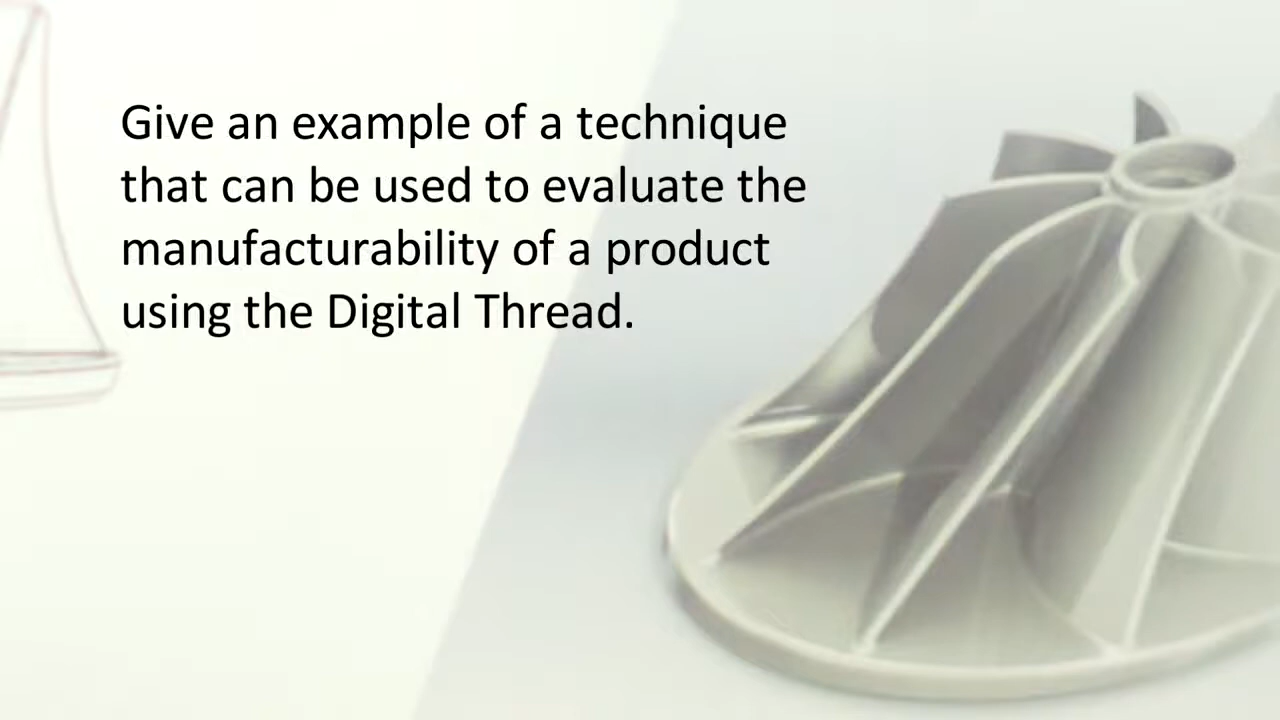 Give an example of a technique
that can be used to evaluate the
manufacturability of a product
using the Digital Thread.